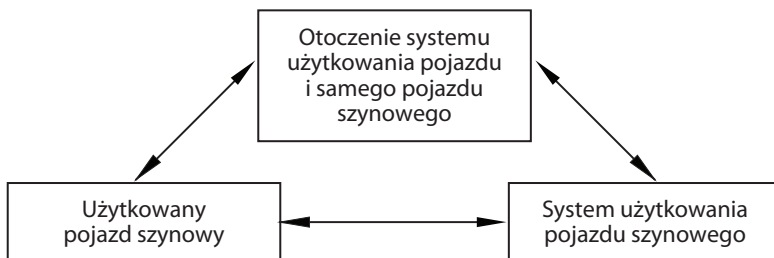 Otoczenie systemu
użytkowania pojazdu
i samego pojazdu
szynowego
Użytkowany
pojazd szynowy
System użytkowania
pojazdu szynowego